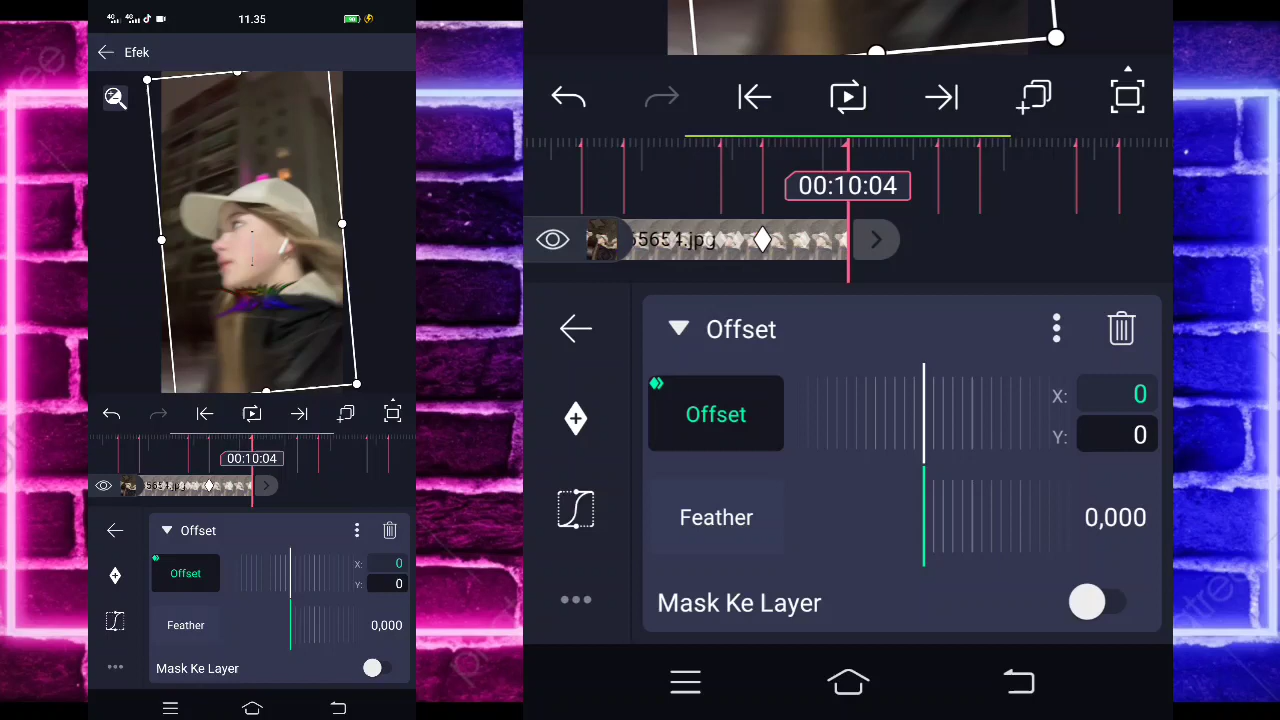 11.35
Efek
00:10:04
Offset
Offset
X: 0
Y: 0
Feather
0,000
Mask Ke Layer
00:10:04
5654.jpg
Offset
Offset
X: 0
Y: 0
Feather
0,000
Mask Ke Layer